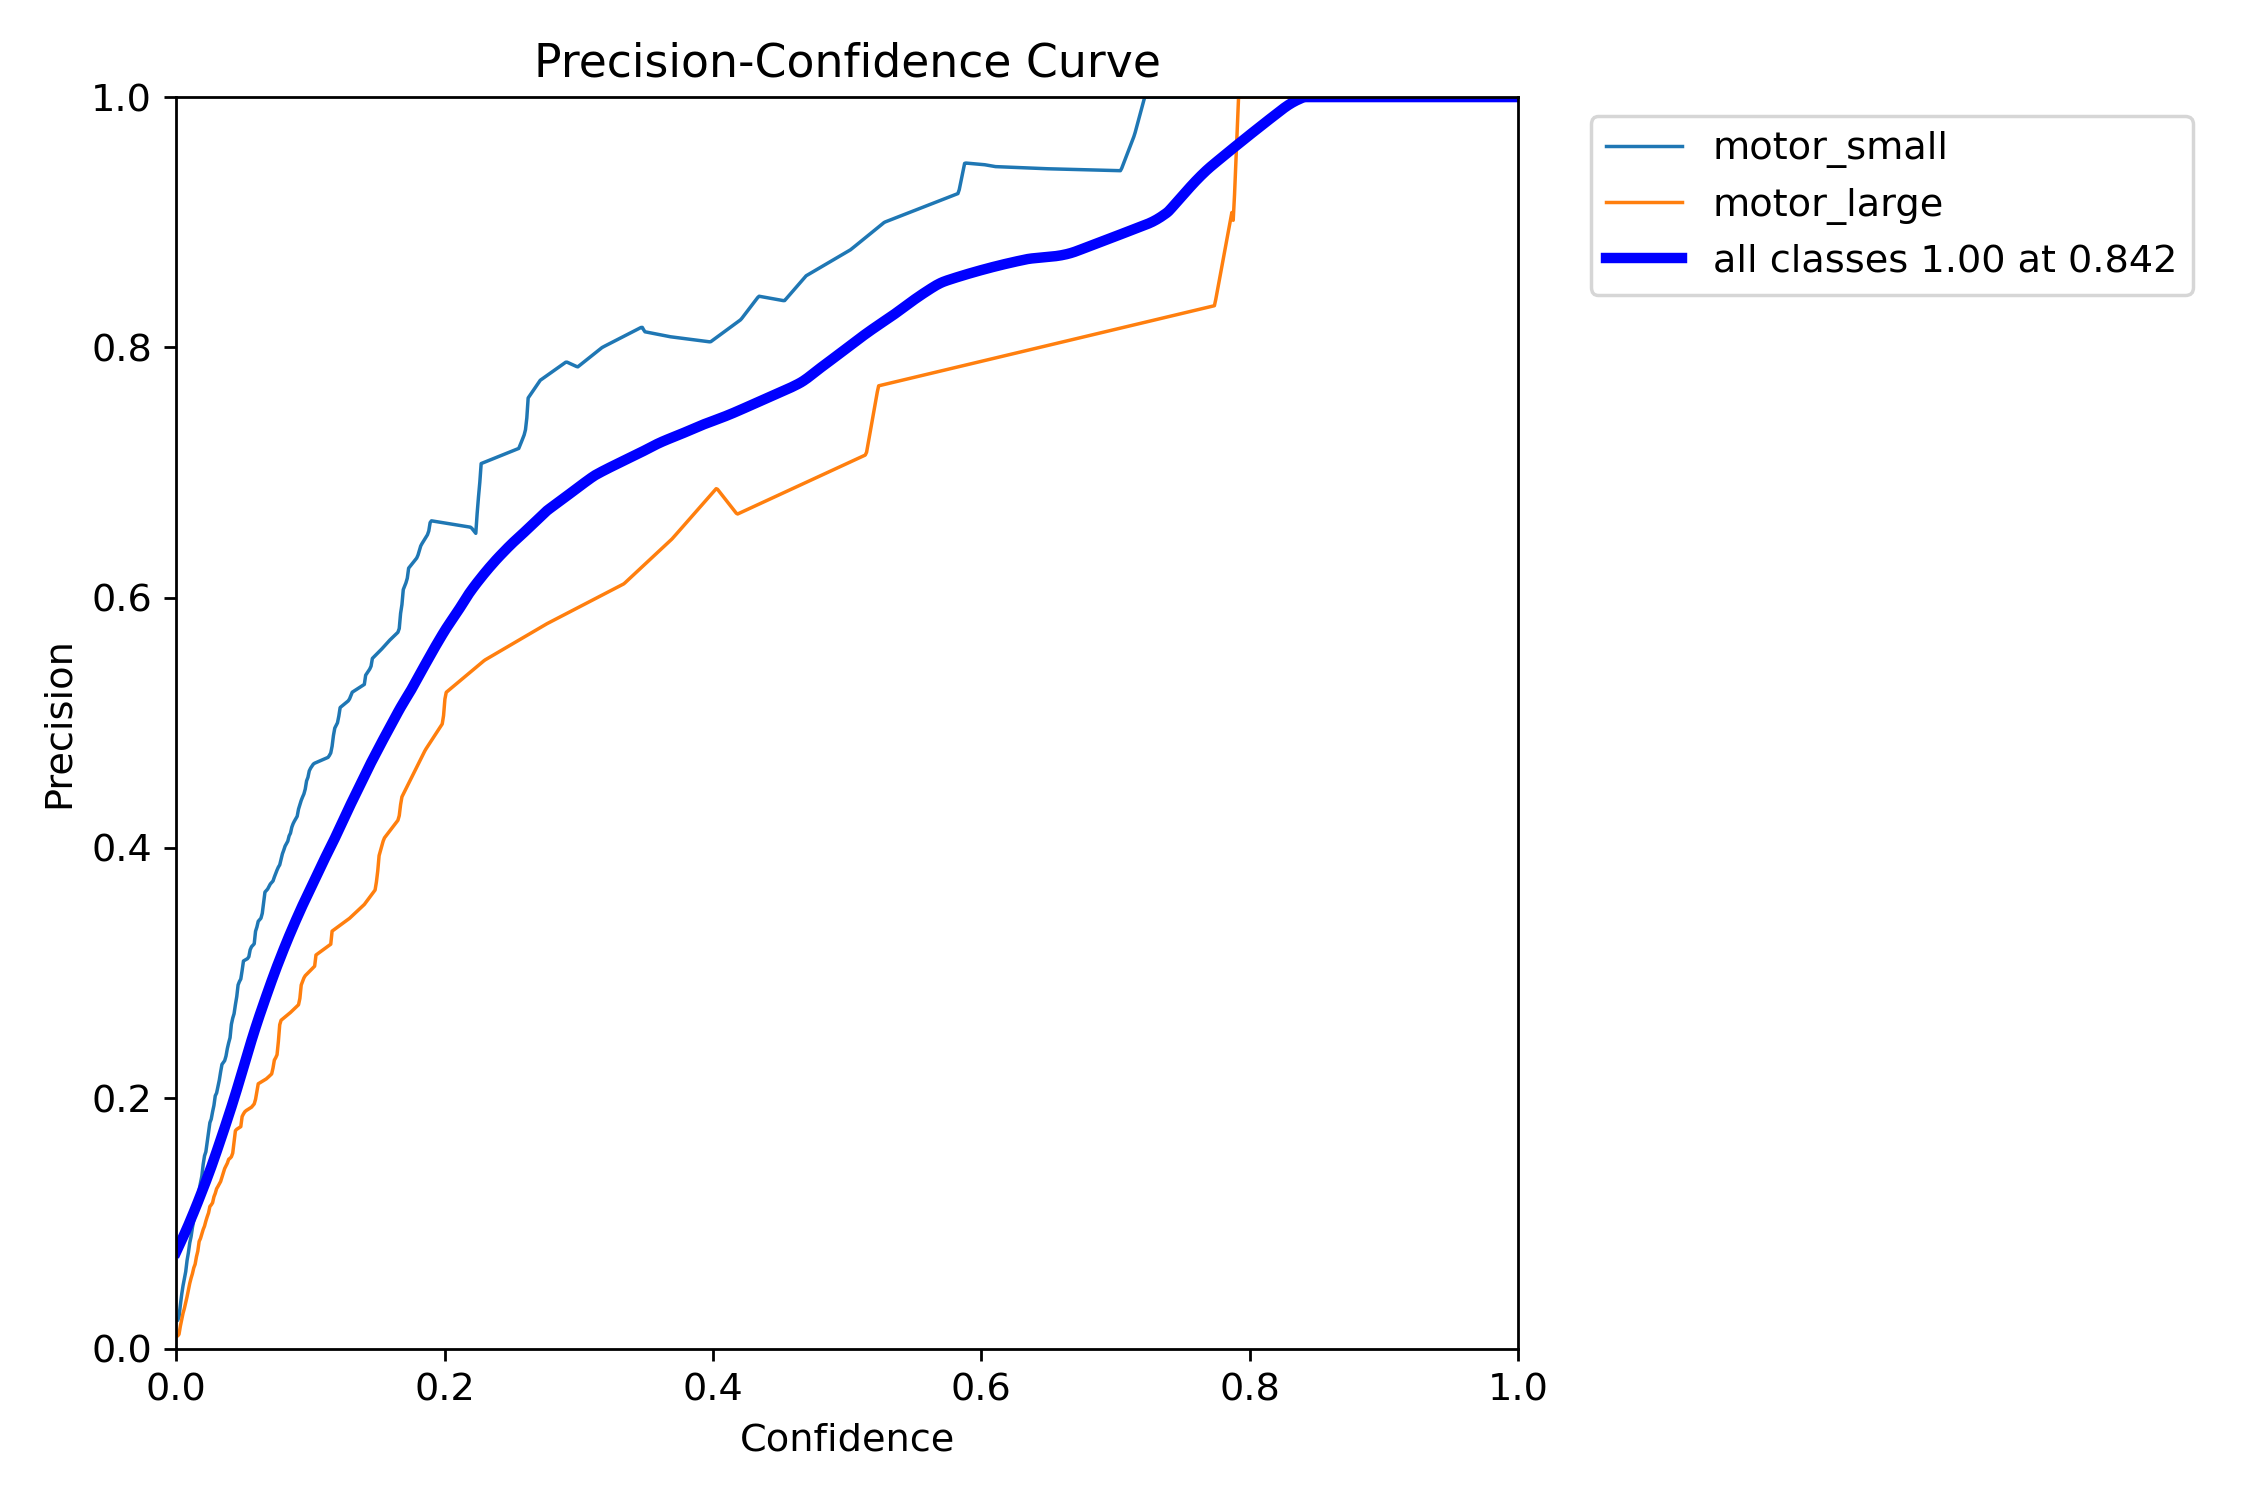 Precision-Confidence Curve
1.0
0.8
0.6
0.4
0.2
0.0
Precision
0.0 0.2 0.4 0.6 0.8 1.0
Confidence
motor_small
motor_large
all classes 1.00 at 0.842